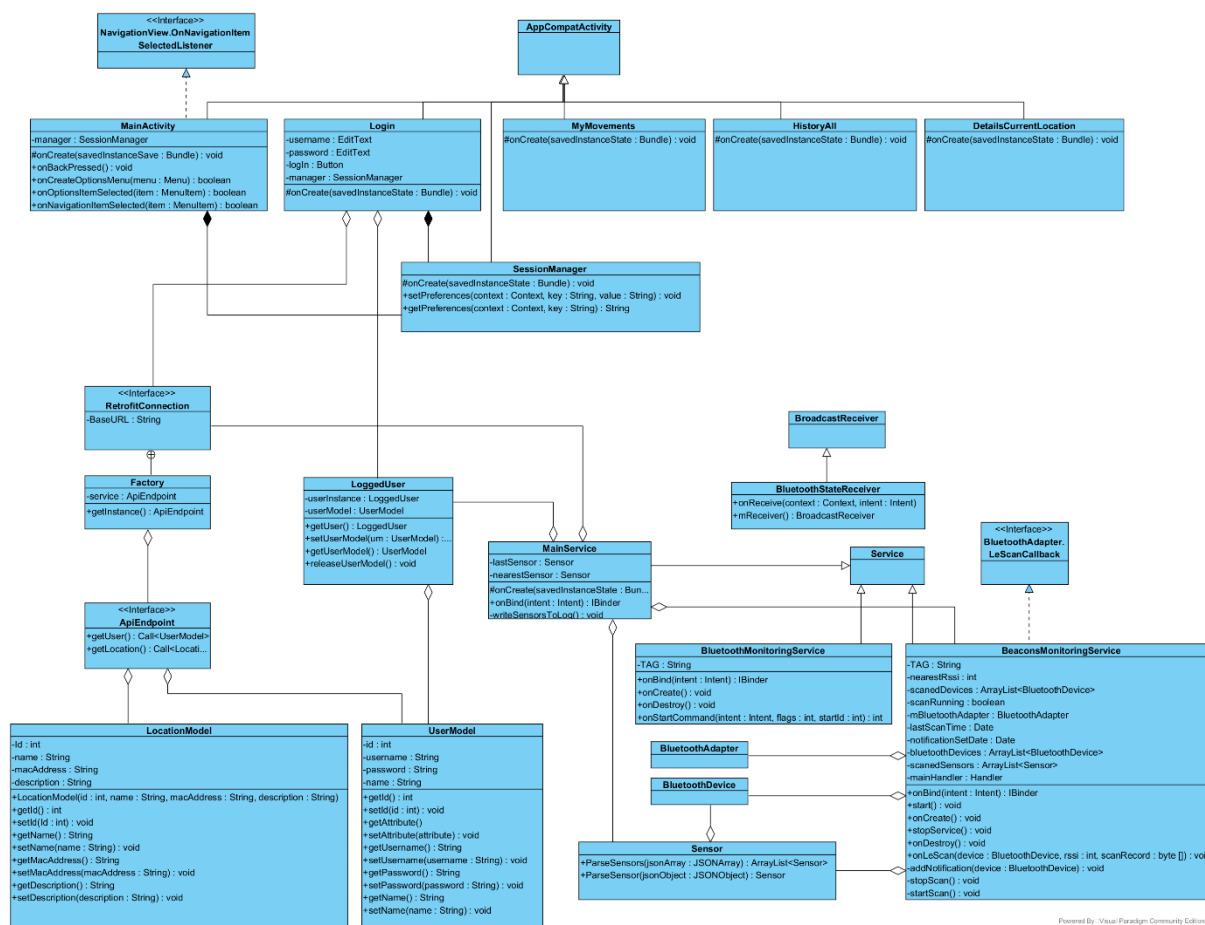 <<Interface>>
NavigationView.OnNavigationItem
SelectedListener
AppCompatActivity
MainActivity
-manager : SessionManager
#onCreate(savedInstanceSave : Bundle) : void
+onBackPressed() : void
+onCreateOptionsMenu(menu : Menu) : boolean
+onOptionsItemSelected(item : MenuItem) : boolean
+onNavigationItemSelected(item : MenuItem) : boolean
Login
-username : EditText
-password : EditText
-logIn : Button
-manager : SessionManager
#onCreate(savedInstanceState : Bundle) : void
MyMovements
#onCreate(savedInstanceState : Bundle) : void
HistoryAll
#onCreate(savedInstanceState : Bundle) : void
DetailsCurrentLocation
#onCreate(savedInstanceState : Bundle) : void
SessionManager
#onCreate(savedInstanceState : Bundle) : void
+setPreferences(context : Context, key : String, value : String) : void
+getPreferences(context : Context, key : String) : String
<<Interface>>
RetrofitConnection
-BaseURL : String
Factory
-service : ApiEndpoint
+getInstance() : ApiEndpoint
<<Interface>>
ApiEndpoint
+getUser() : Call<UserModel>
+getLocation() : Call<Locati...
LoggedUser
-userInstance : LoggedUser
-userModel : UserModel
+getUser() : LoggedUser
+setUserModel(um : UserModel) :...
+getUserModel() : UserModel
+releaseUserModel() : void
MainService
-lastSensor : Sensor
-nearestSensor : Sensor
#onCreate(savedInstanceState : Bun...
+onBind(intent : Intent) : IBinder
-writeSensorsToLog() : void
BroadcastReceiver
BluetoothStateReceiver
+onReceive(context : Context, intent : Intent)
+mReceiver() : BroadcastReceiver
Service
<<Interface>>
BluetoothAdapter.
LeScanCallback
BluetoothMonitoringService
-TAG : String
+onBind(intent : Intent) : IBinder
+onCreate() : void
+onDestroy() : void
+onStartCommand(intent : Intent, flags : int, startId : int) : int
BeaconsMonitoringService
-TAG : String
-nearestRssi : int
-scanedDevices : ArrayList<BluetoothDevice>
-scanRunning : boolean
-mBluetoothAdapter : BluetoothAdapter
-lastScanTime : Date
-notificationSetDate : Date
-bluetoothDevices : ArrayList<BluetoothDevice>
-scanedSensors : ArrayList<Sensor>
-mainHandler : Handler
+onBind(intent : Intent) : IBinder
+start() : void
+onCreate() : void
+stopService() : void
+onDestroy() : void
+onLeScan(device : BluetoothDevice, rssi : int, scanRecord : byte []) : void
-addNotification(device : BluetoothDevice) : void
-stopScan() : void
-startScan() : void
LocationModel
-Id : int
-name : String
-macAddress : String
-description : String
+LocationModel(id : int, name : String, macAddress : String, description : String)
+getId() : int
+setId(Id : int) : void
+getName() : String
+setName(name : String) : void
+getMacAddress() : String
+setMacAddress(macAddress : String) : void
+getDescription() : String
+setDescription(description : String) : void
UserModel
-id : int
-username : String
-password : String
-name : String
+getId() : int
+setId(id : int) : void
+getAttribute()
+setAttribute(attribute) : void
+getUsername() : String
+setUsername(username : String) : void
+getPassword() : String
+setPassword(password : String) : void
+getName() : String
+setName(name : String) : void
BluetoothAdapter
BluetoothDevice
Sensor
+ParseSensors(jsonArray : JSONArray) : ArrayList<Sensor>
+ParseSensor(jsonObject : JSONObject) : Sensor
Powered By : Visual Paradigm Community Edition